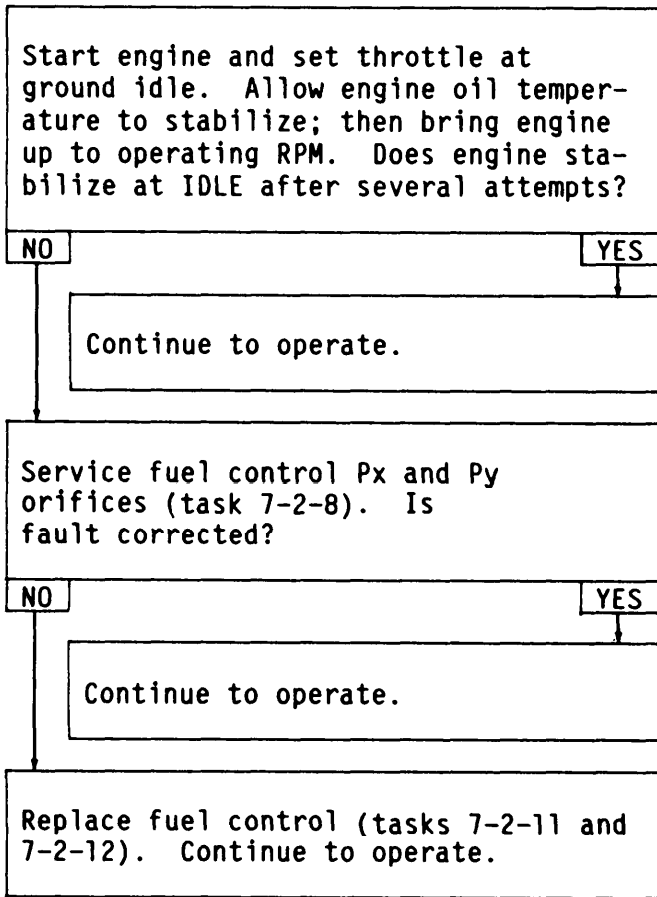 Start engine and set throttle at
ground idle.  Allow engine oil temper-
ature to stabilize; then bring engine
up to operating RPM.  Does engine sta-
bilize at IDLE after several attempts?
NO
YES
Continue to operate.
Service fuel control Px and Py
orifices (task 7-2-8).  Is
fault corrected?
NO
YES
Continue to operate.
Replace fuel control (tasks 7-2-11 and
7-2-12).  Continue to operate.